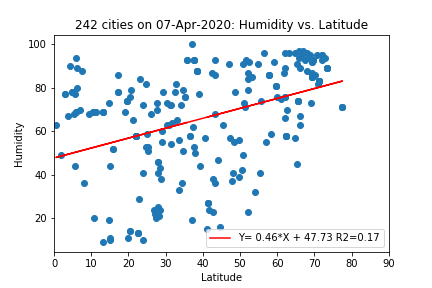 242 cities on 07-Apr-2020: Humidity vs. Latitude
100
80
60
40
20
Humidity
Y= 0.46*X + 47.73 R2=0.17
0 10 20 30 40 50 60 70 80 90
Latitude